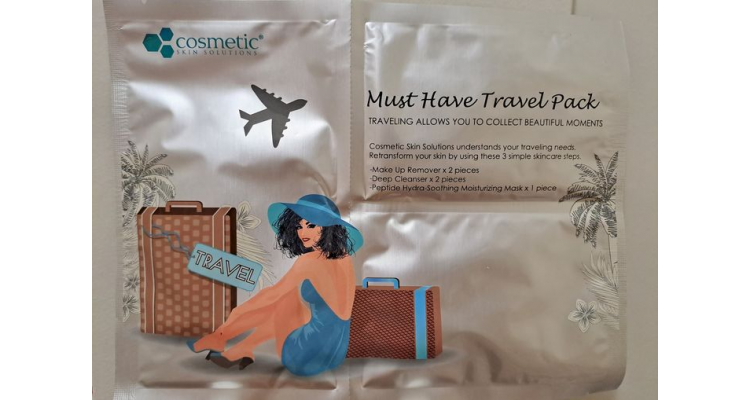 cosmetic®
SKIN SOLUTIONS
Must Have Travel Pack
TRAVELING ALLOWS YOU TO COLLECT BEAUTIFUL MOMENTS
Cosmetic Skin Solutions understands your traveling needs.
Retransform your skin by using these 3 simple skincare steps.
-Make Up Remover x 2 pieces
-Deep Cleanser x 2 pieces
-Peptide Hydra-Soothing Moisturizing Mask x 1 piece
TRAVEL